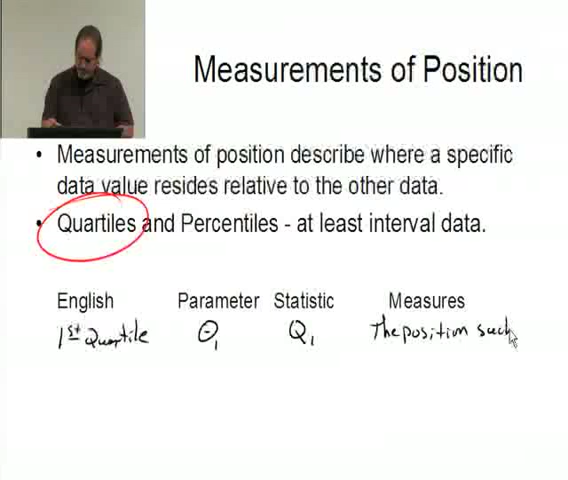 Measurements of Position
• Measurements of position describe where a specific
data value resides relative to the other data.
• Quartiles and Percentiles - at least interval data.
English Parameter Statistic Measures
1st Quartile Θ1 Q1 The position such